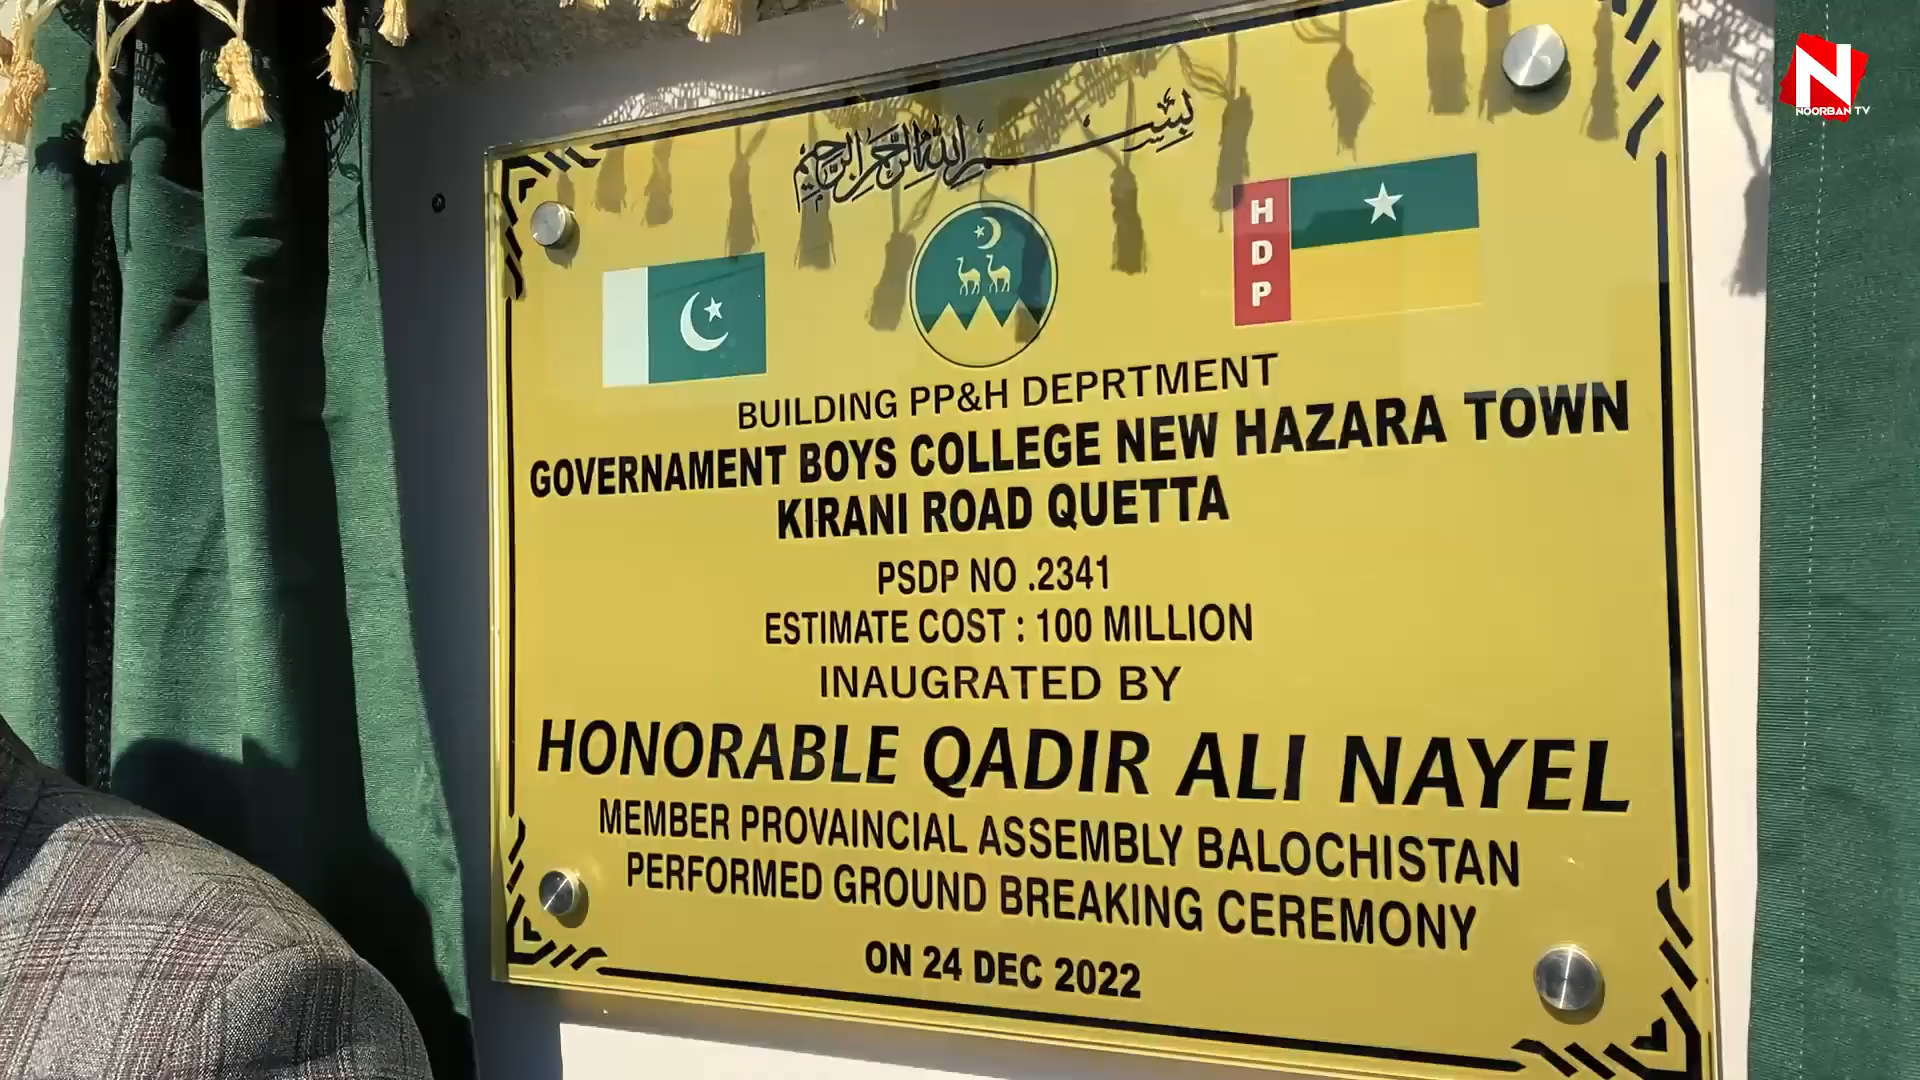 بسم الله الرحمن الرحيم
HDP
BUILDING PP&H DEPRTMENT
GOVERNAMENT BOYS COLLEGE NEW HAZARA TOWN
KIRANI ROAD QUETTA
PSDP NO .2341
ESTIMATE COST : 100 MILLION
INAUGRATED BY
HONORABLE QADIR ALI NAYEL
MEMBER PROVAINCIAL ASSEMBLY BALOCHISTAN
PERFORMED GROUND BREAKING CEREMONY
ON 24 DEC 2022
N
NOORBAN TV